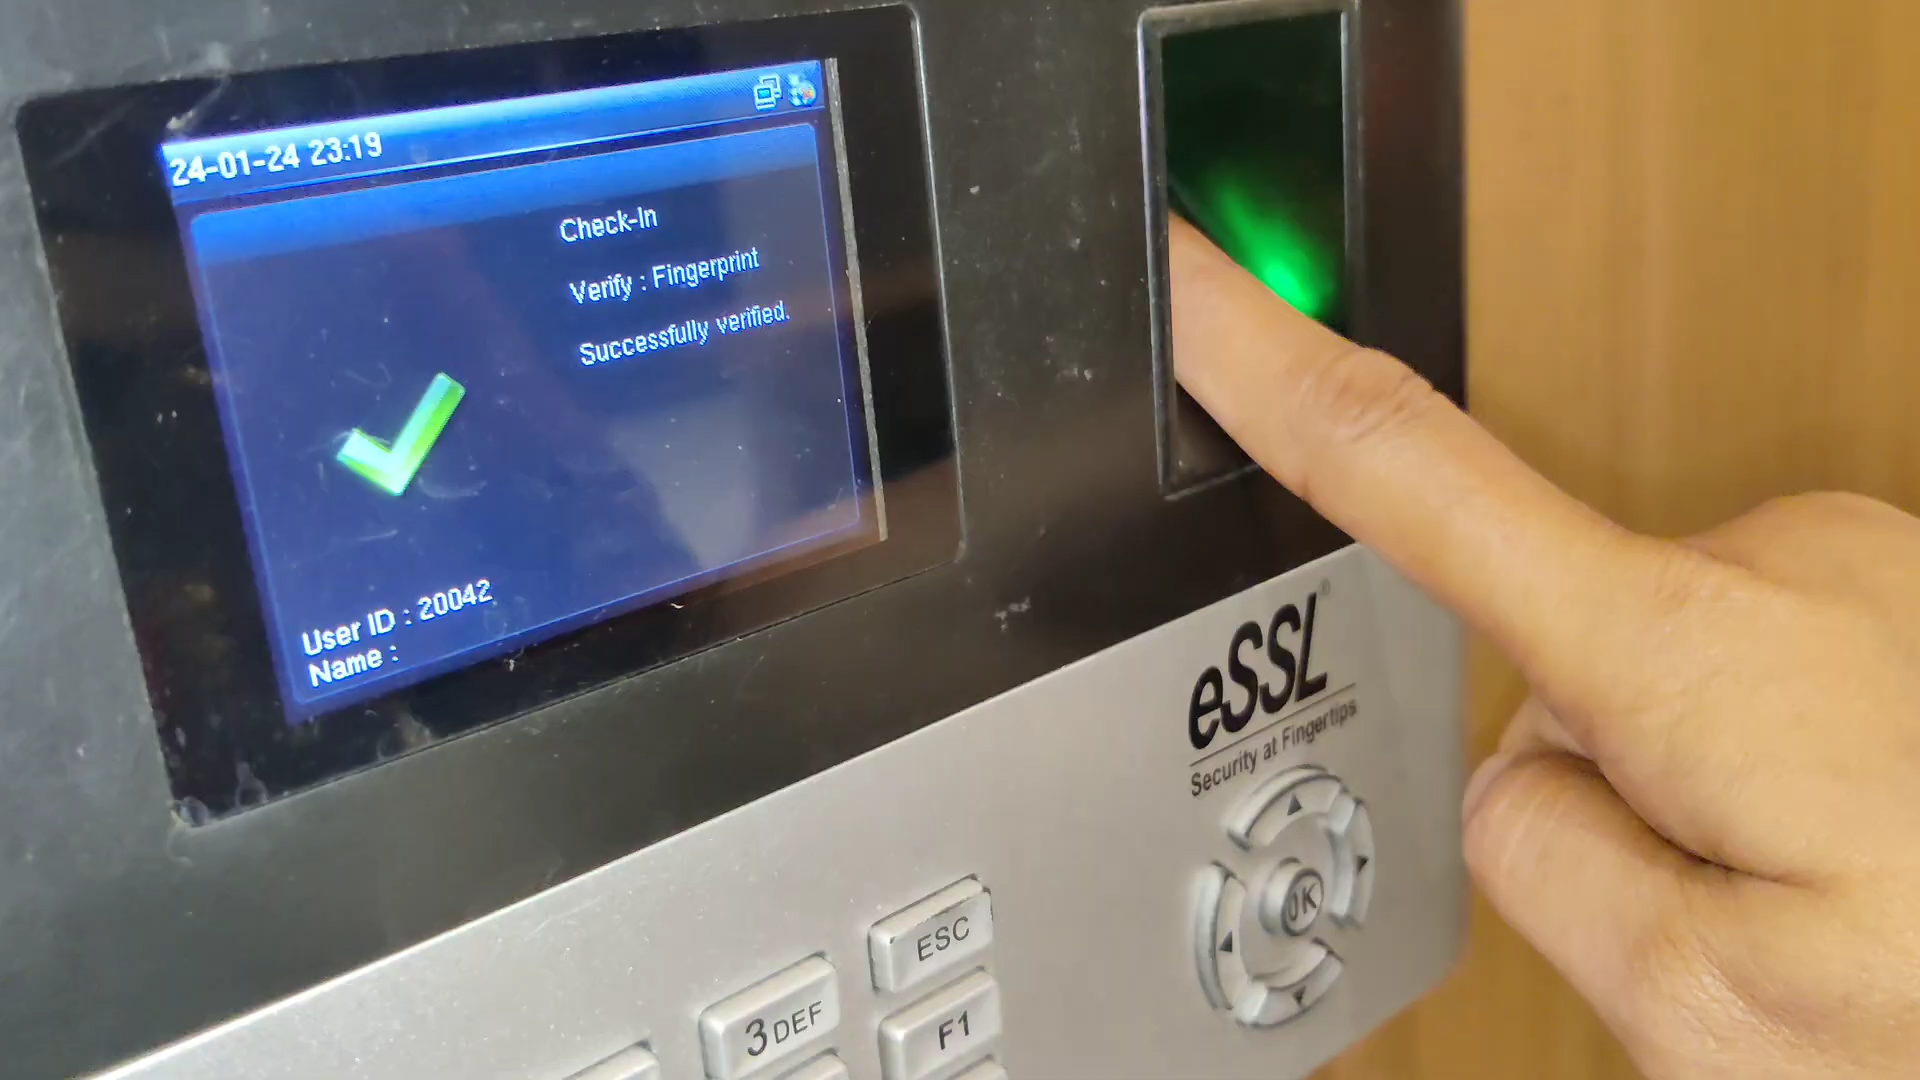 24-01-24 23:19
Check-In
Verify : Fingerprint
Successfully verified.
User ID : 20042
Name :
eSSL®
Security at Fingertips
OK
ESC
3 DEF
F1